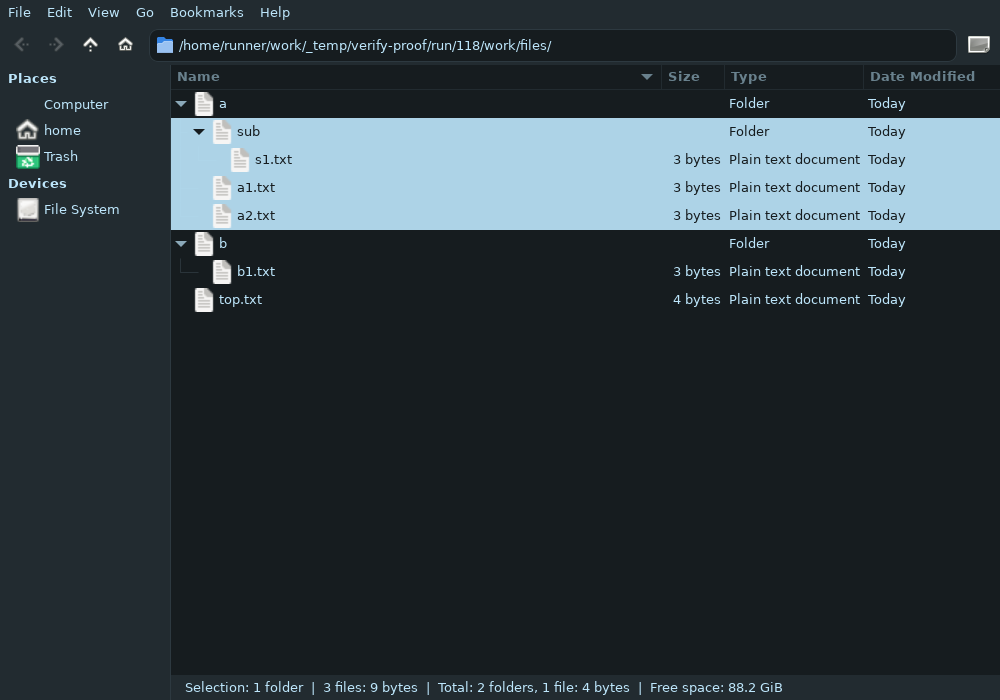 File Edit View Go Bookmarks Help
/home/runner/work/_temp/verify-proof/run/118/work/files/
Places
Computer
home
Trash
Devices
File System
Name Size Type Date Modified
a Folder Today
sub Folder Today
s1.txt 3 bytes Plain text document Today
a1.txt 3 bytes Plain text document Today
a2.txt 3 bytes Plain text document Today
b Folder Today
b1.txt 3 bytes Plain text document Today
top.txt 4 bytes Plain text document Today
Selection: 1 folder | 3 files: 9 bytes | Total: 2 folders, 1 file: 4 bytes | Free space: 88.2 GiB